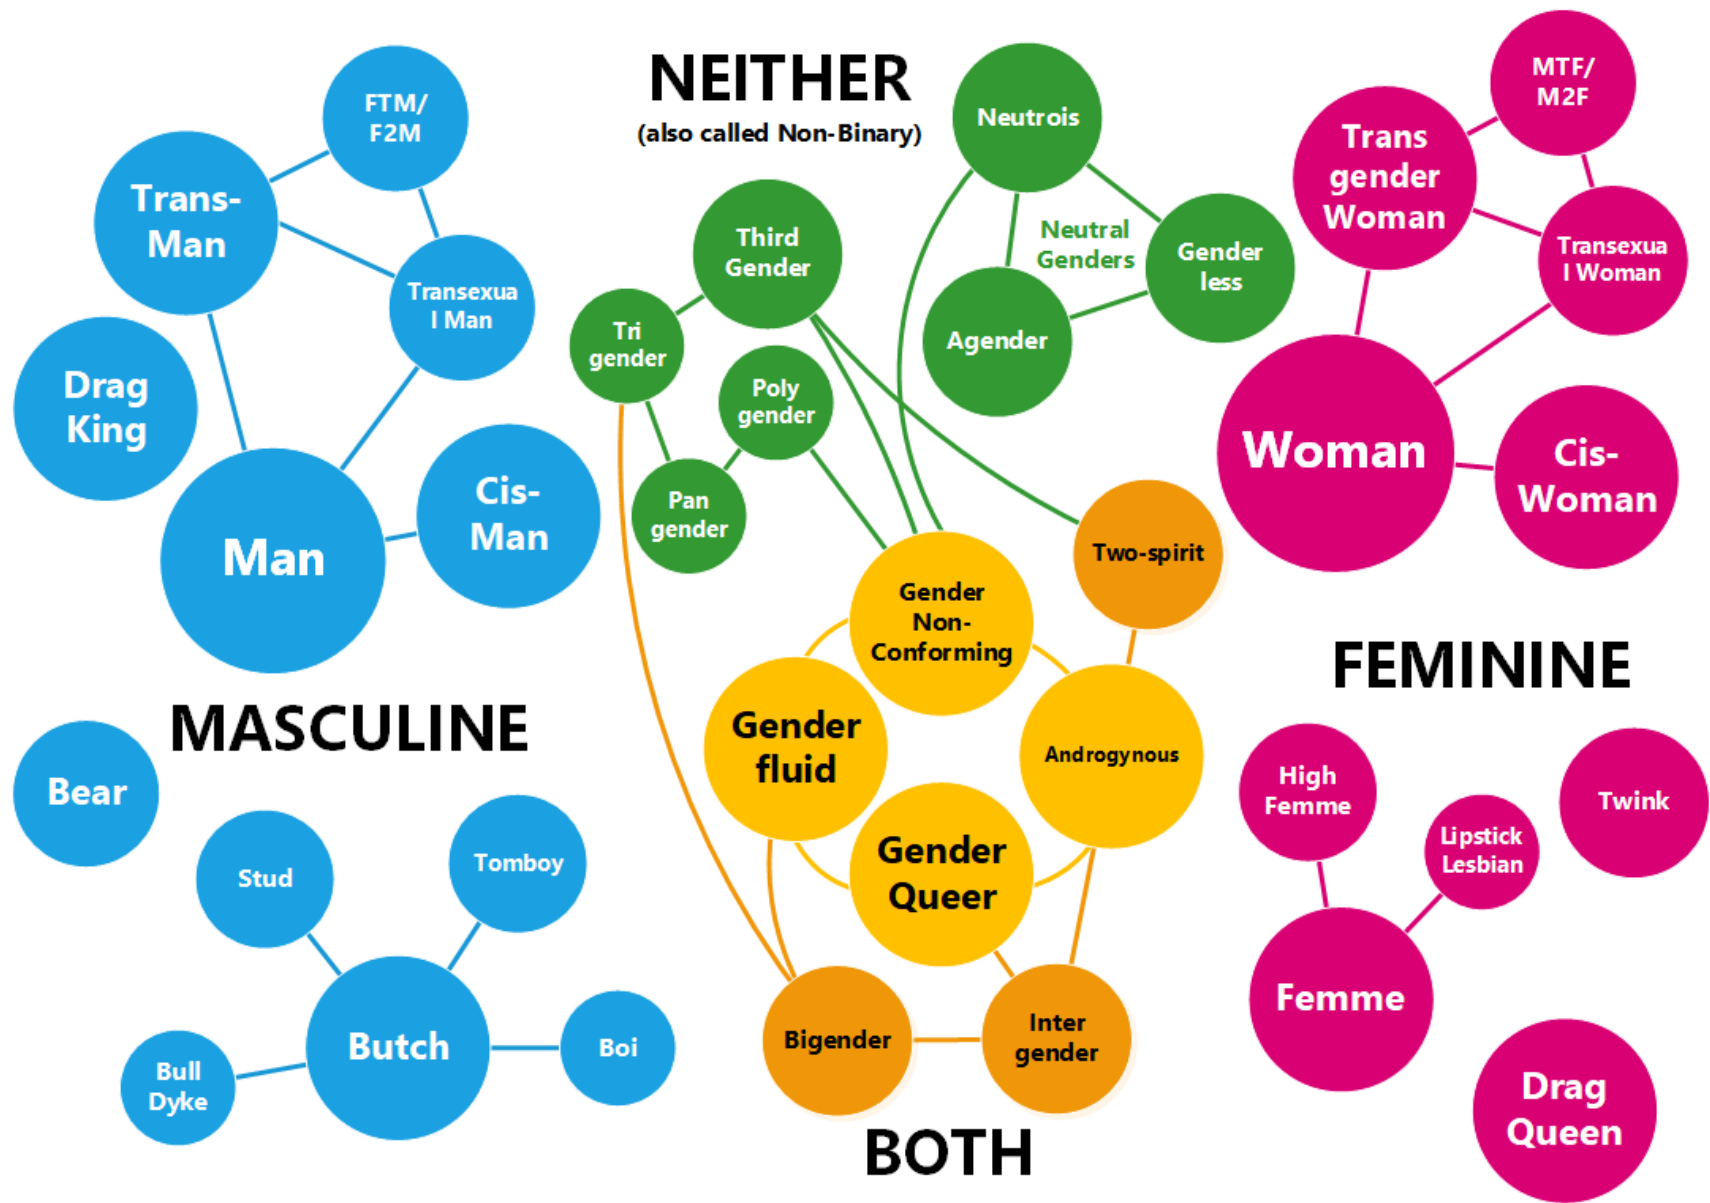 NEITHER
(also called Non-Binary)
FTM/
F2M
Trans-
Man
Transexua
l Man
Drag
King
Man
Cis-
Man
MASCULINE
Bear
Stud
Tomboy
Butch
Boi
Bull
Dyke
Neutrois
Third
Gender
Neutral
Genders
Gender
less
Agender
Tri
gender
Poly
gender
Pan
gender
Two-spirit
Gender
Non-
Conforming
Gender
fluid
Androgynous
Gender
Queer
Bigender
Inter
gender
BOTH
MTF/
M2F
Trans
gender
Woman
Transexua
l Woman
Woman
Cis-
Woman
FEMININE
High
Femme
Twink
Lipstick
Lesbian
Femme
Drag
Queen